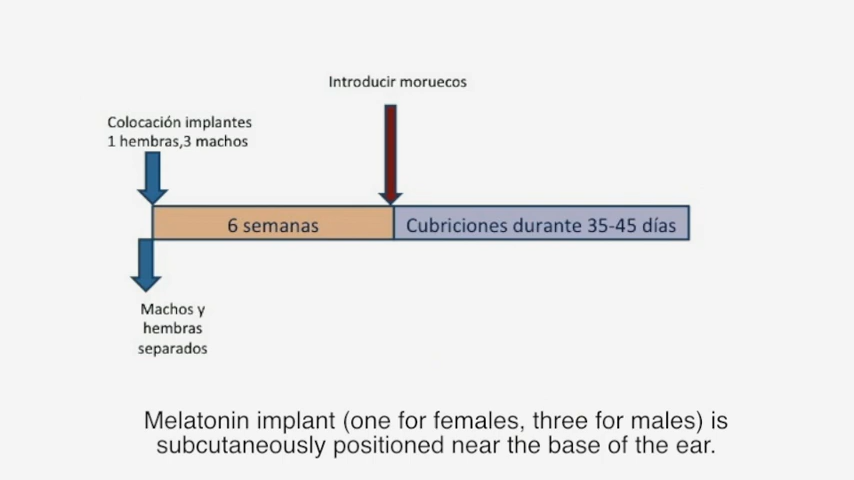 Introducir moruecos
Colocación implantes
1 hembras,3 machos
6 semanas
Cubriciones durante 35-45 días
Machos y
hembras
separados
Melatonin implant (one for females, three for males) is
subcutaneously positioned near the base of the ear.